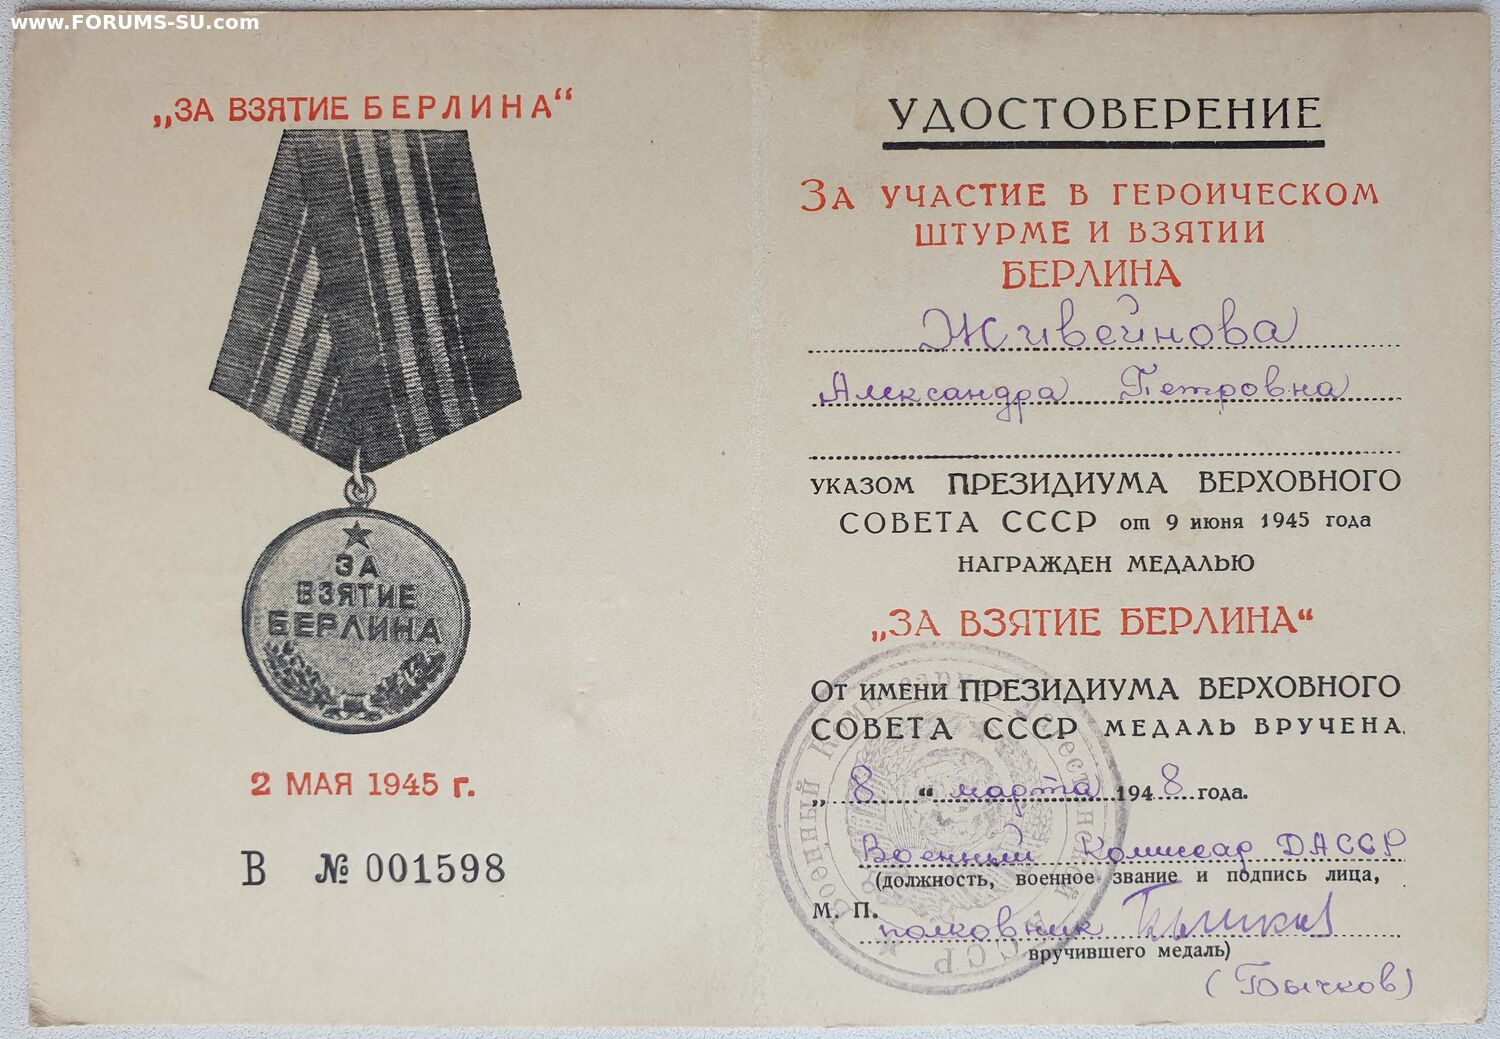 www.FORUMS-SU.com
„ЗА ВЗЯТИЕ БЕРЛИНА“
ЗА
ВЗЯТИЕ
БЕРЛИНА
2 МАЯ 1945 г.
В № 001598
УДОСТОВЕРЕНИЕ
ЗА УЧАСТИЕ В ГЕРОИЧЕСКОМ
ШТУРМЕ И ВЗЯТИИ
БЕРЛИНА
Живейнова
Александра Петровна
УКАЗОМ ПРЕЗИДИУМА ВЕРХОВНОГО
СОВЕТА СССР от 9 июня 1945 года
НАГРАЖДЕН МЕДАЛЬЮ
„ЗА ВЗЯТИЕ БЕРЛИНА“
ОТ ИМЕНИ ПРЕЗИДИУМА ВЕРХОВНОГО
СОВЕТА СССР МЕДАЛЬ ВРУЧЕНА
„ 8 “ марта 1948 года.
Военный Комиссар ДАССР
(должность, военное звание и подпись лица,
М. П.
полковник
вручившего медаль)
(Бычков)
Военный